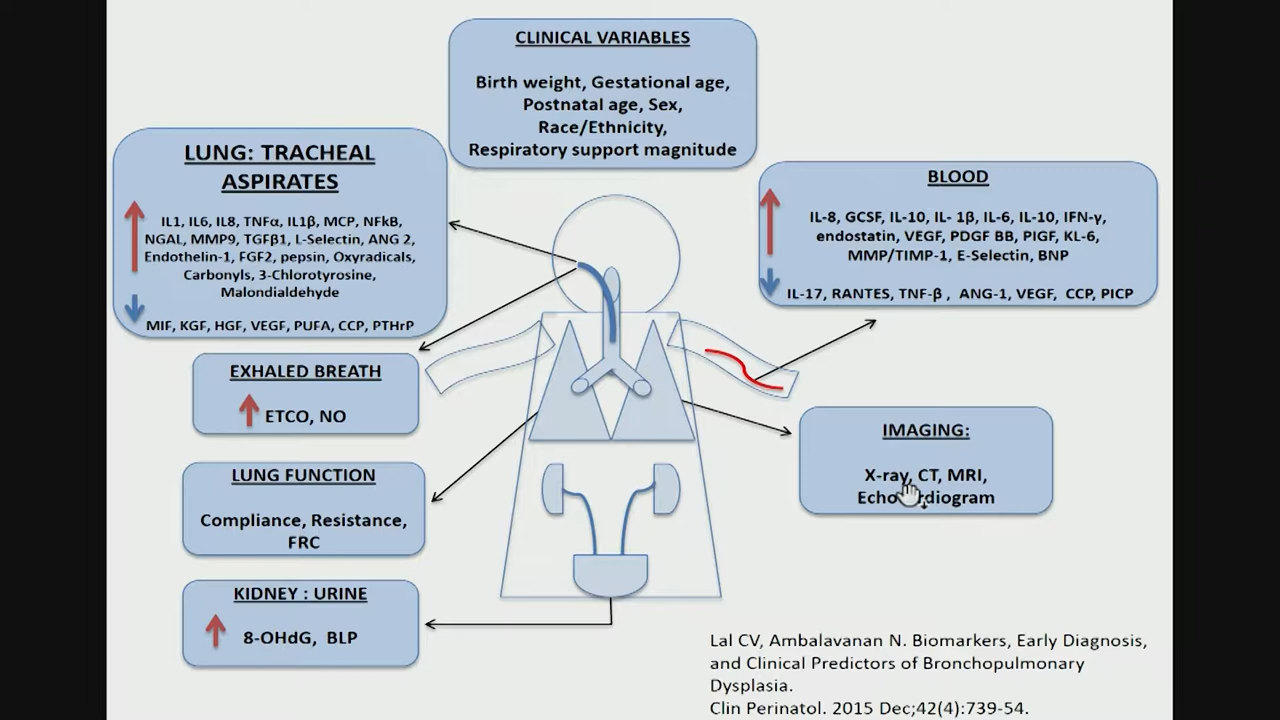 CLINICAL VARIABLES
Birth weight, Gestational age,
Postnatal age, Sex,
Race/Ethnicity,
Respiratory support magnitude
LUNG: TRACHEAL
ASPIRATES
IL1, IL6, IL8, TNFα, IL1β, MCP, NFkB,
NGAL, MMP9, TGFβ1, L-Selectin, ANG 2,
Endothelin-1, FGF2, pepsin, Oxyradicals,
Carbonyls, 3-Chlorotyrosine,
Malondialdehyde
MIF, KGF, HGF, VEGF, PUFA, CCP, PTHrP
BLOOD
IL-8, GCSF, IL-10, IL- 1β, IL-6, IL-10, IFN-γ,
endostatin, VEGF, PDGF BB, PIGF, KL-6,
MMP/TIMP-1, E-Selectin, BNP
IL-17, RANTES, TNF-β , ANG-1, VEGF, CCP, PICP
EXHALED BREATH
ETCO, NO
LUNG FUNCTION
Compliance, Resistance,
FRC
KIDNEY : URINE
8-OHdG, BLP
IMAGING:
X-ray, CT, MRI,
Echocardiogram
Lal CV, Ambalavanan N. Biomarkers, Early Diagnosis,
and Clinical Predictors of Bronchopulmonary
Dysplasia.
Clin Perinatol. 2015 Dec;42(4):739-54.